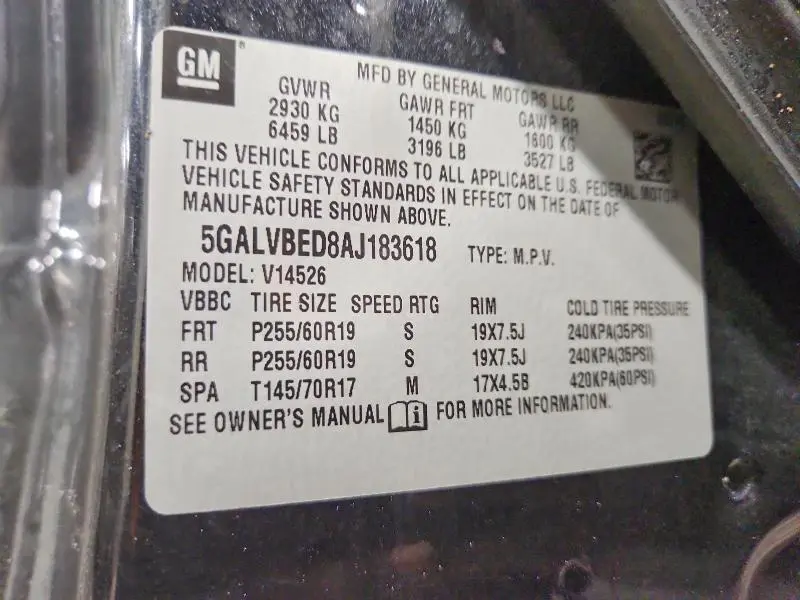 GM
MFD BY GENERAL MOTORS LLC
GVWR GAWR FRT GAWR RR
2930 KG 1450 KG 1600 KG
6459 LB 3196 LB 3527 LB
THIS VEHICLE CONFORMS TO ALL APPLICABLE U.S. FEDERAL MOTOR
VEHICLE SAFETY STANDARDS IN EFFECT ON THE DATE OF
MANUFACTURE SHOWN ABOVE.
5GALVBED8AJ183618 TYPE: M.P.V.
MODEL: V14526
VBBC TIRE SIZE SPEED RTG RIM COLD TIRE PRESSURE
FRT P255/60R19 S 19X7.5J 240KPA(35PSI)
RR P255/60R19 S 19X7.5J 240KPA(35PSI)
SPA T145/70R17 M 17X4.5B 420KPA(60PSI)
SEE OWNER'S MANUAL i FOR MORE INFORMATION.